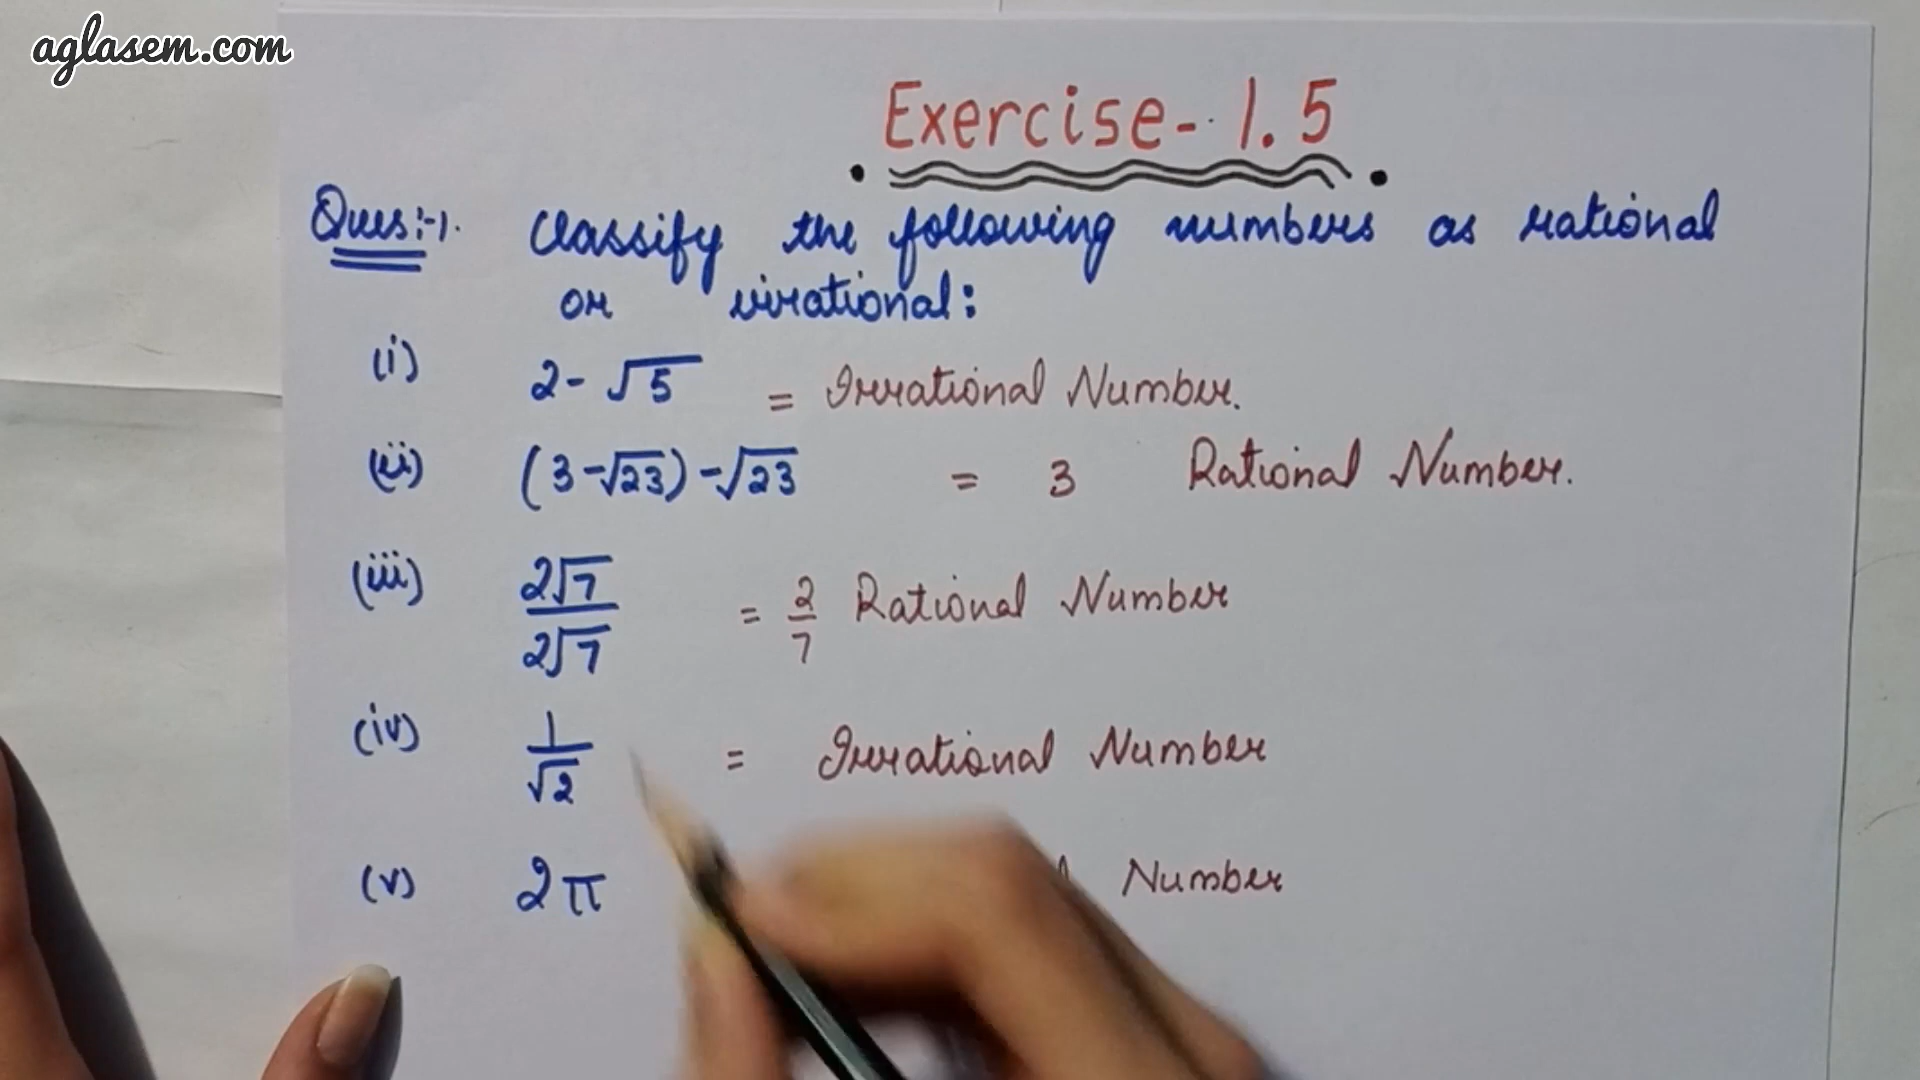 aglasem.com
Exercise-1.5
Ques:-1. Classify the following numbers as rational
or irrational:
(i) 2-√5 = Irrational Number.
(ii) (3-√23)-√23 = 3 Rational Number.
(iii) 2√7/2√7 = 2/7 Rational Number
(iv) 1/√2 = Irrational Number
(v) 2π Number